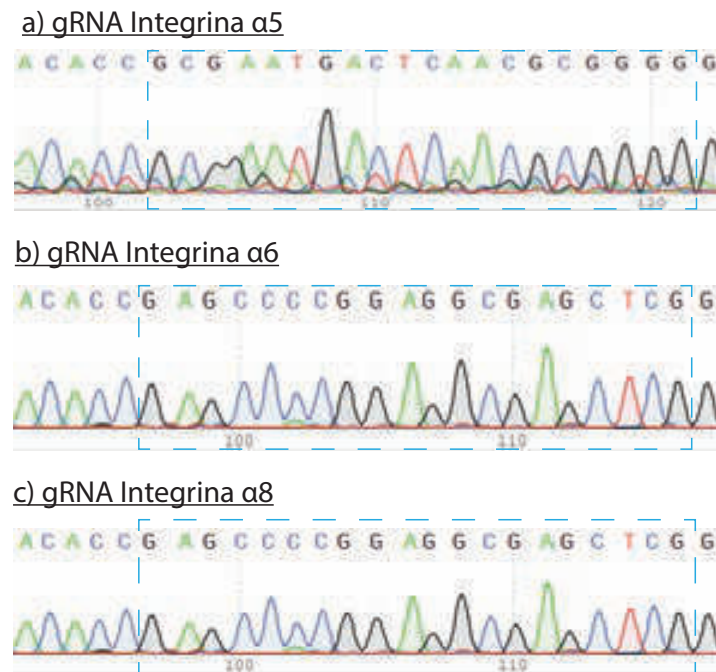 a) gRNA Integrina α5
A C A C C G C G A A T G A C T C A A C G C G G G G G
100 110 120
b) gRNA Integrina α6
A C A C C G A G C C C C G G A G G C G A G C T C G G
100 110
c) gRNA Integrina α8
A C A C C G A G C C C C G G A G G C G A G C T C G G
100 110